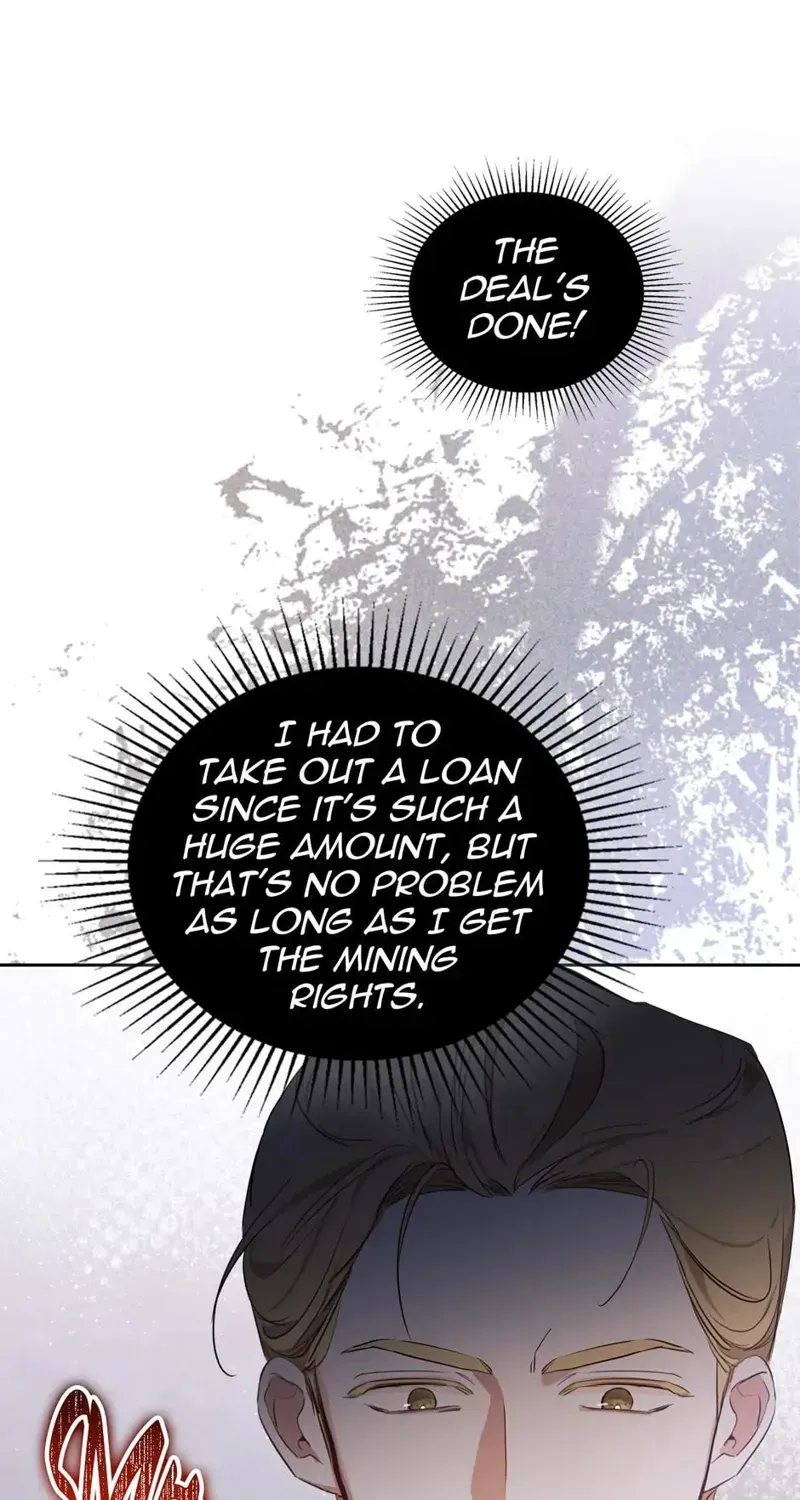 THE
DEAL'S
DONE!
I HAD TO
TAKE OUT A LOAN
SINCE IT'S SUCH A
HUGE AMOUNT, BUT
THAT'S NO PROBLEM
AS LONG AS I GET
THE MINING
RIGHTS.